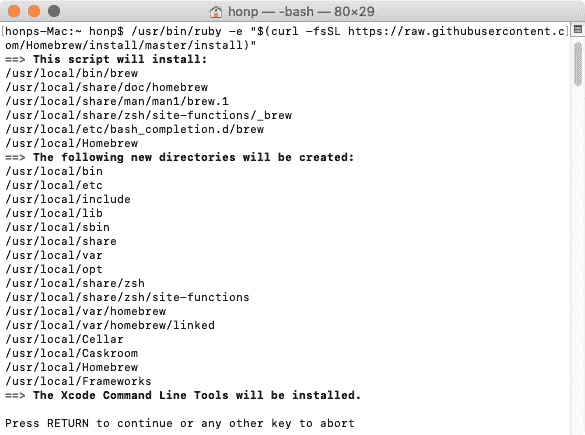 honp — -bash — 80×29
honps-Mac:~ honp$ /usr/bin/ruby -e "$(curl -fsSL https://raw.githubusercontent.c
om/Homebrew/install/master/install)"
==> This script will install:
/usr/local/bin/brew
/usr/local/share/doc/homebrew
/usr/local/share/man/man1/brew.1
/usr/local/share/zsh/site-functions/_brew
/usr/local/etc/bash_completion.d/brew
/usr/local/Homebrew
==> The following new directories will be created:
/usr/local/bin
/usr/local/etc
/usr/local/include
/usr/local/lib
/usr/local/sbin
/usr/local/share
/usr/local/var
/usr/local/opt
/usr/local/share/zsh
/usr/local/share/zsh/site-functions
/usr/local/var/homebrew
/usr/local/var/homebrew/linked
/usr/local/Cellar
/usr/local/Caskroom
/usr/local/Homebrew
/usr/local/Frameworks
==> The Xcode Command Line Tools will be installed.
Press RETURN to continue or any other key to abort